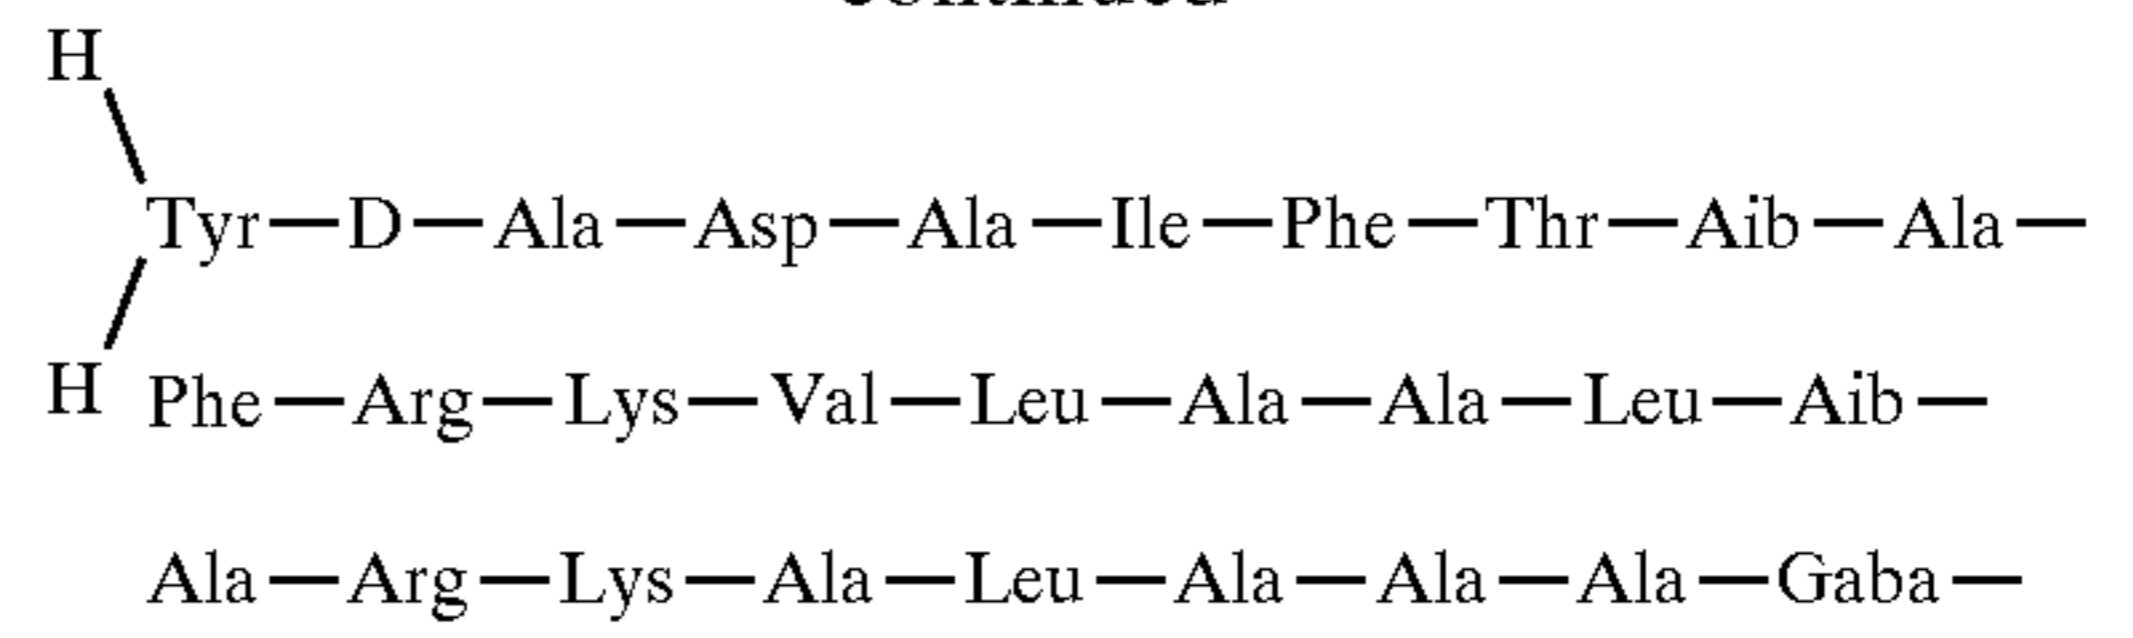 H
Tyr—D—Ala—Asp—Ala—Ile—Phe—Thr—Aib—Ala—
H
Phe—Arg—Lys—Val—Leu—Ala—Ala—Leu—Aib—
Ala—Arg—Lys—Ala—Leu—Ala—Ala—Ala—Gaba—